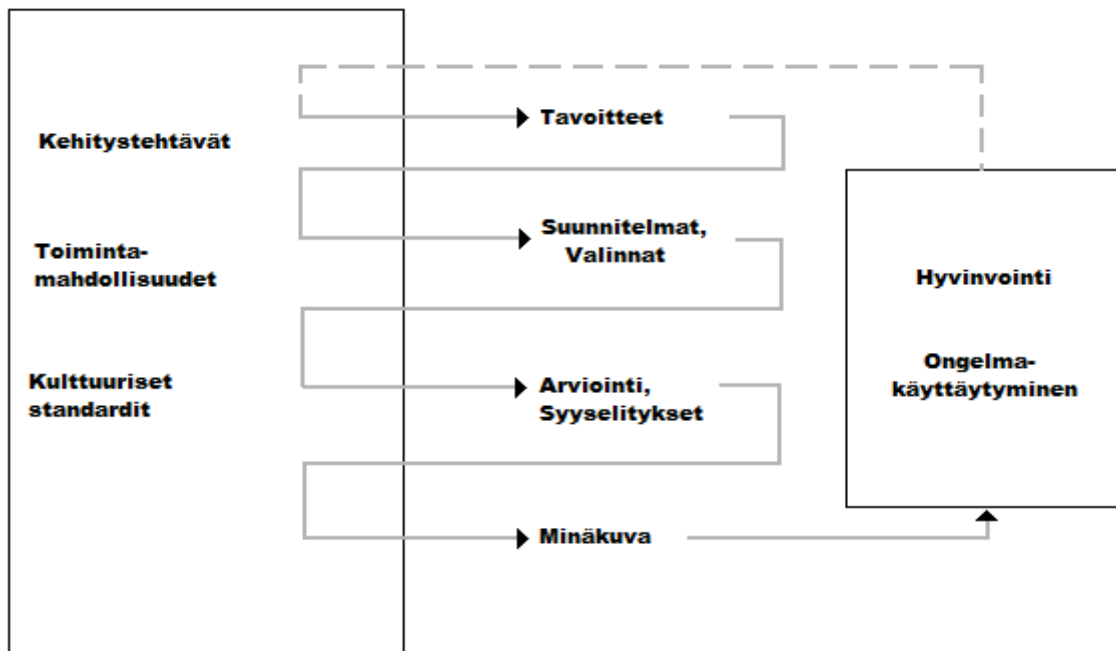 Kehitystehtävät
Toiminta-
mahdollisuudet
Kulttuuriset
standardit
Tavoitteet
Suunnitelmat,
Valinnat
Arviointi,
Syyselitykset
Minäkuva
Hyvinvointi
Ongelma-
käyttäytyminen